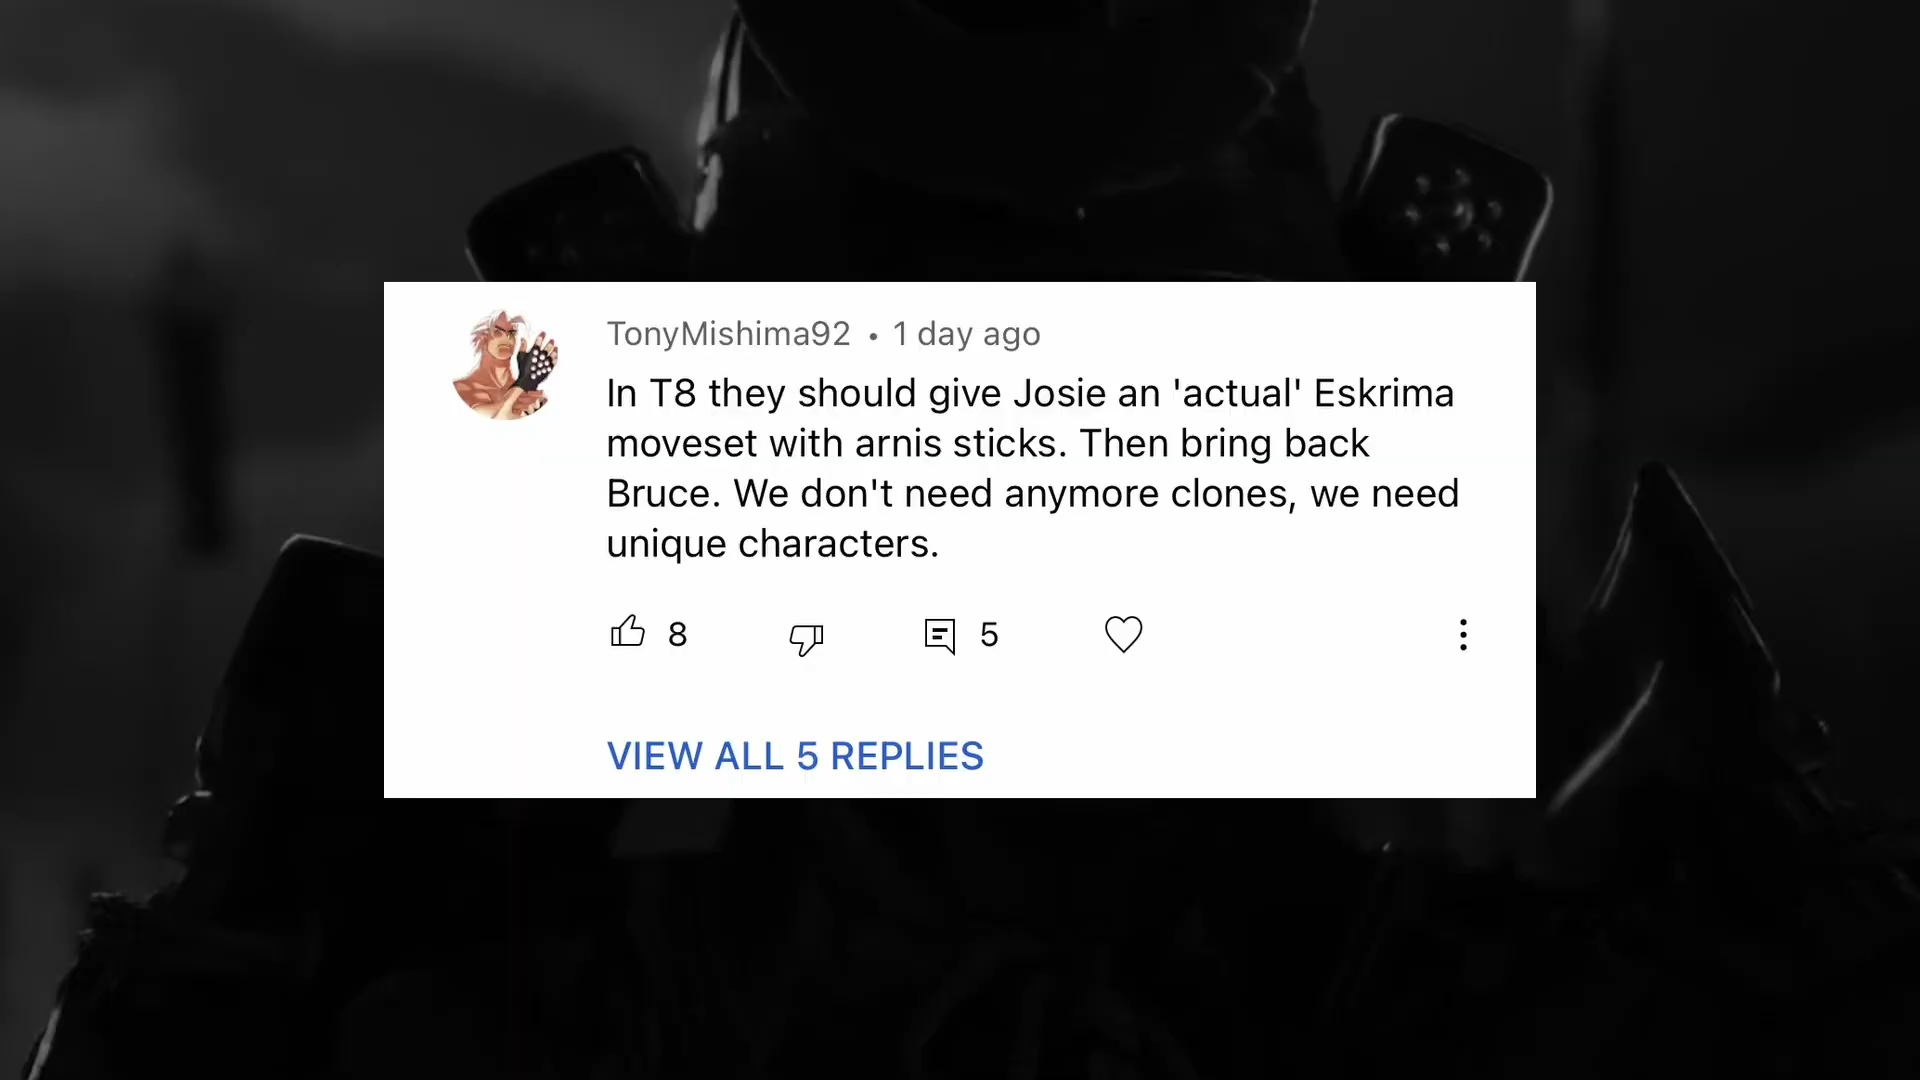 TonyMishima92 • 1 day ago
In T8 they should give Josie an 'actual' Eskrima
moveset with arnis sticks. Then bring back
Bruce. We don't need anymore clones, we need
unique characters.
8 5
VIEW ALL 5 REPLIES